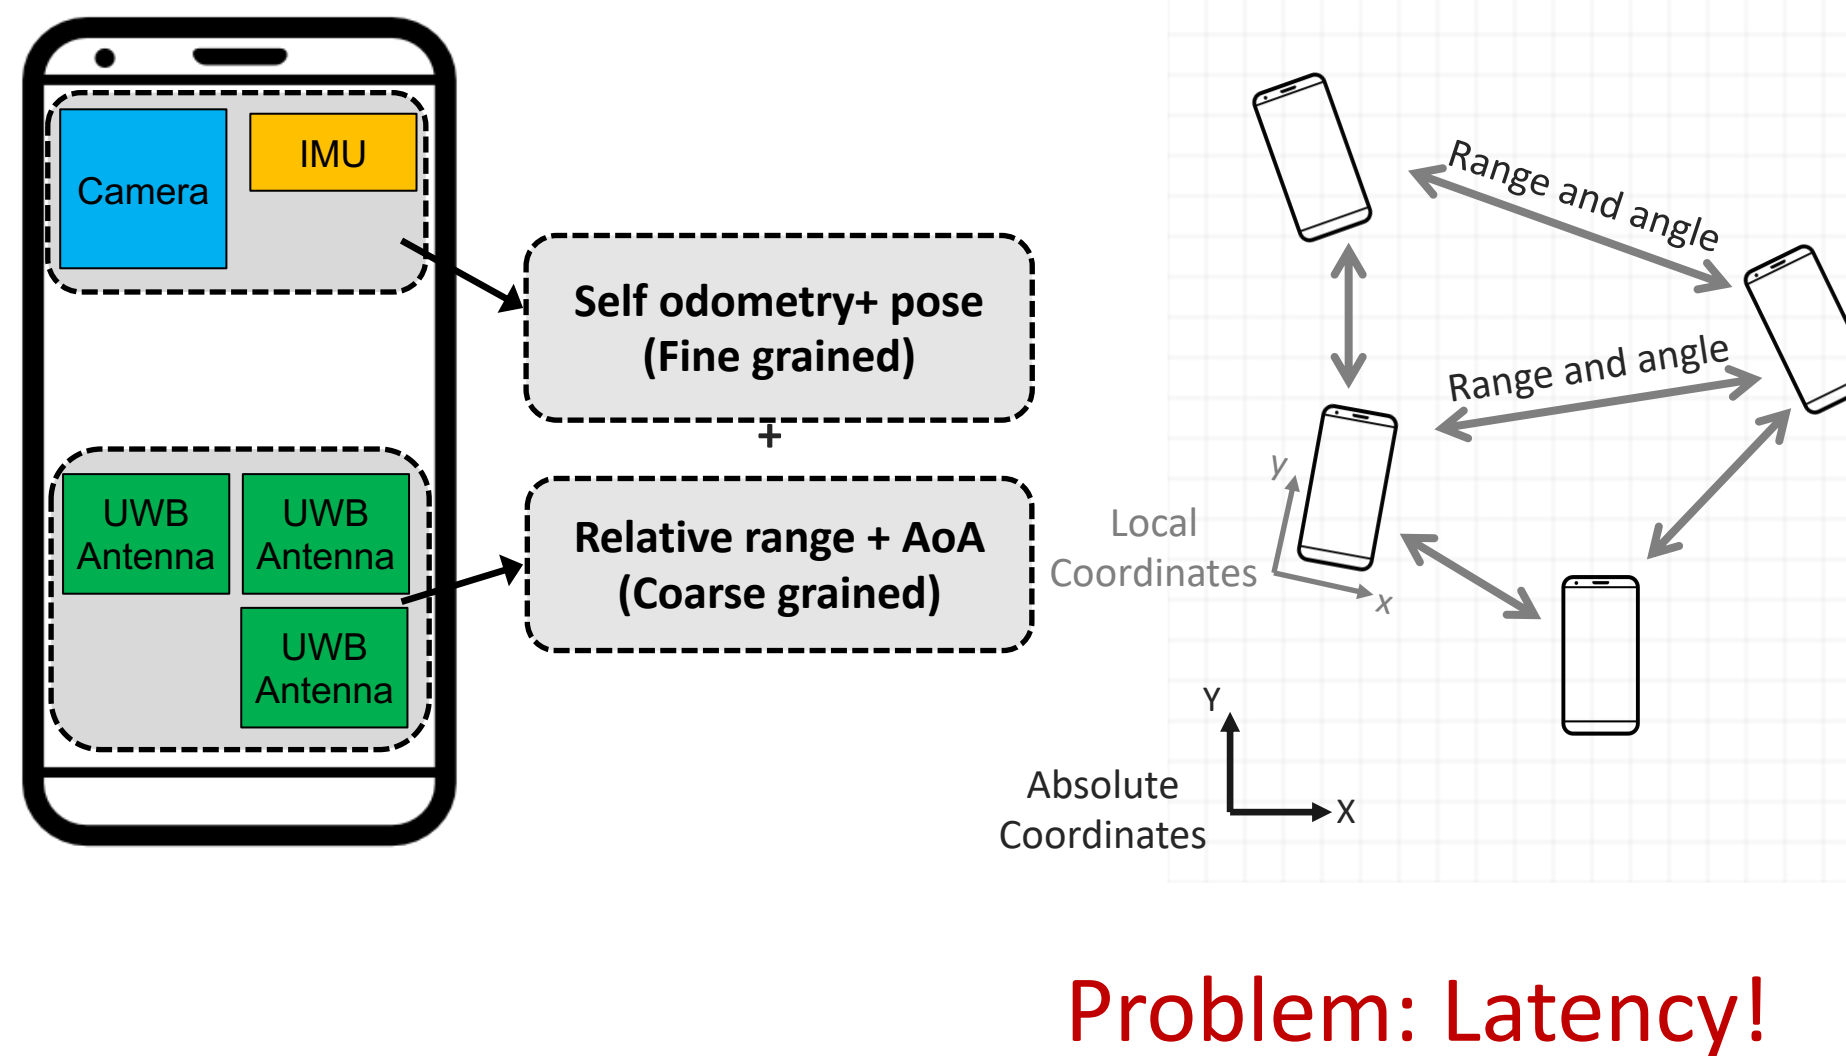 Camera
IMU
Self odometry+ pose
(Fine grained)
+
UWB
Antenna
UWB
Antenna
UWB
Antenna
Relative range + AoA
(Coarse grained)
Range and angle
Range and angle
y
Local
Coordinates
x
Y
Absolute
Coordinates
X
Problem: Latency!